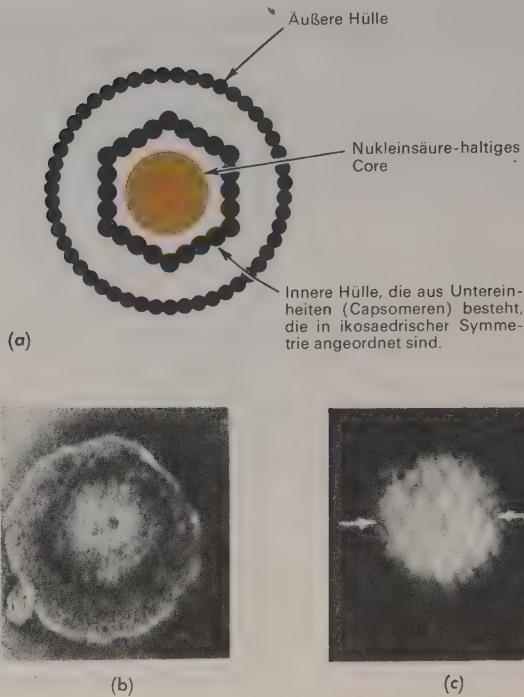 Äußere Hülle
Nukleinsäure-haltiges
Core
Innere Hülle, die aus Unterein-
heiten (Capsomeren) besteht,
die in ikosaedrischer Symme-
trie angeordnet sind.
(a)
(b)
(c)